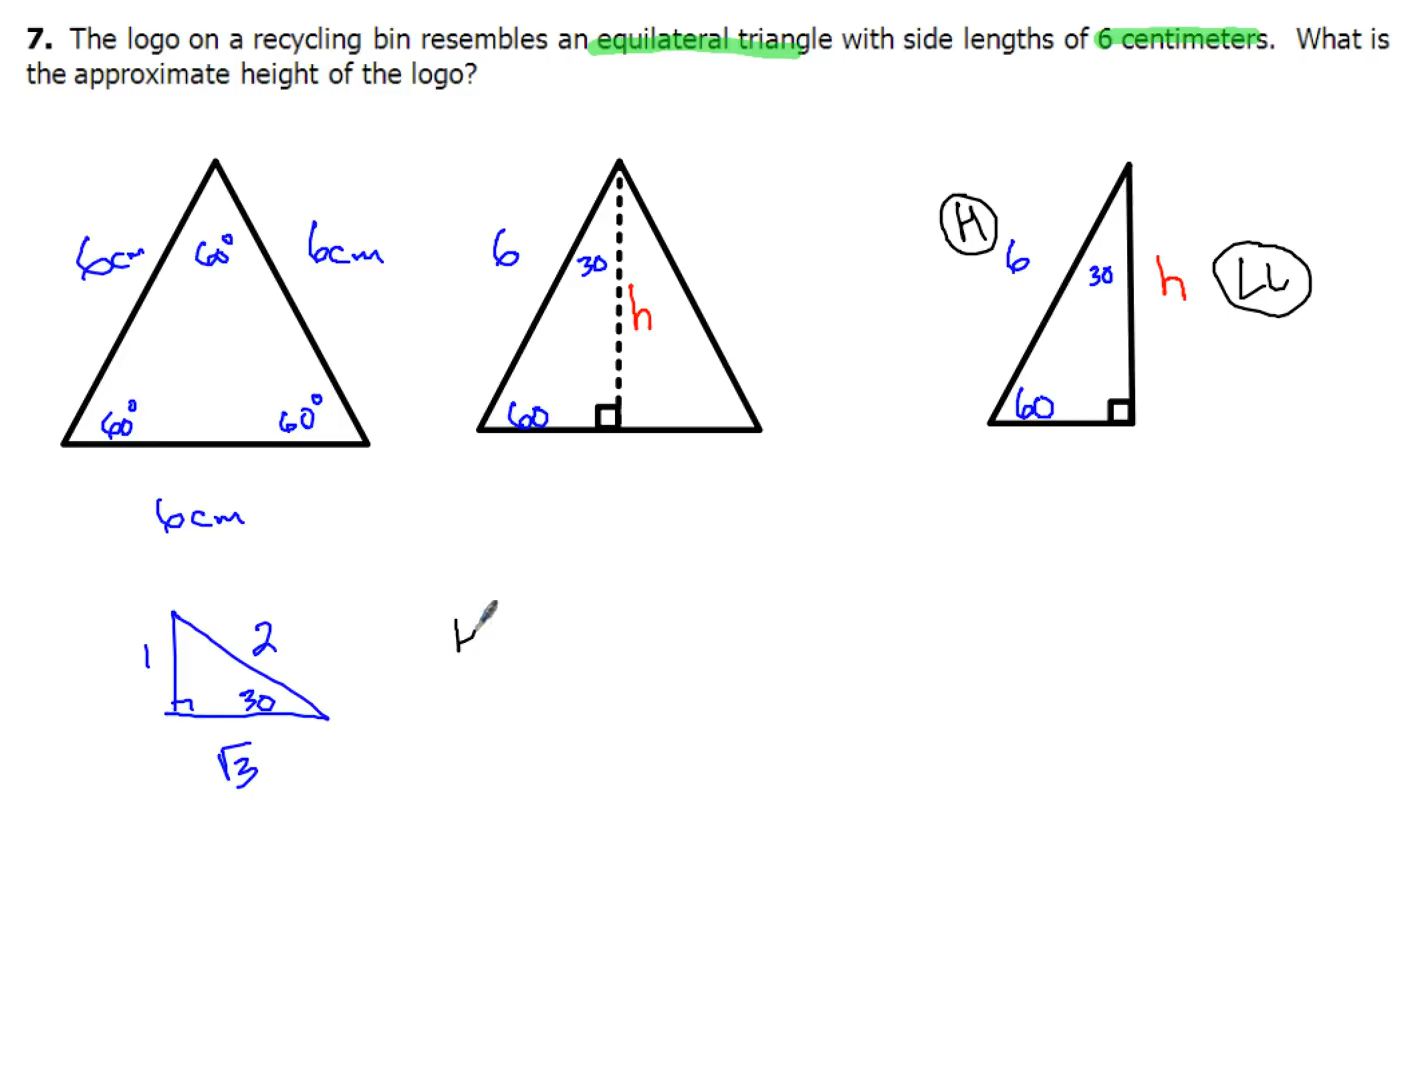 7. The logo on a recycling bin resembles an equilateral triangle with side lengths of 6 centimeters. What is
the approximate height of the logo?
6cm 60° 6cm
60° 60°
6cm
6 30 h
60
H 6 30 h LL
60
1 2
30
√3
H